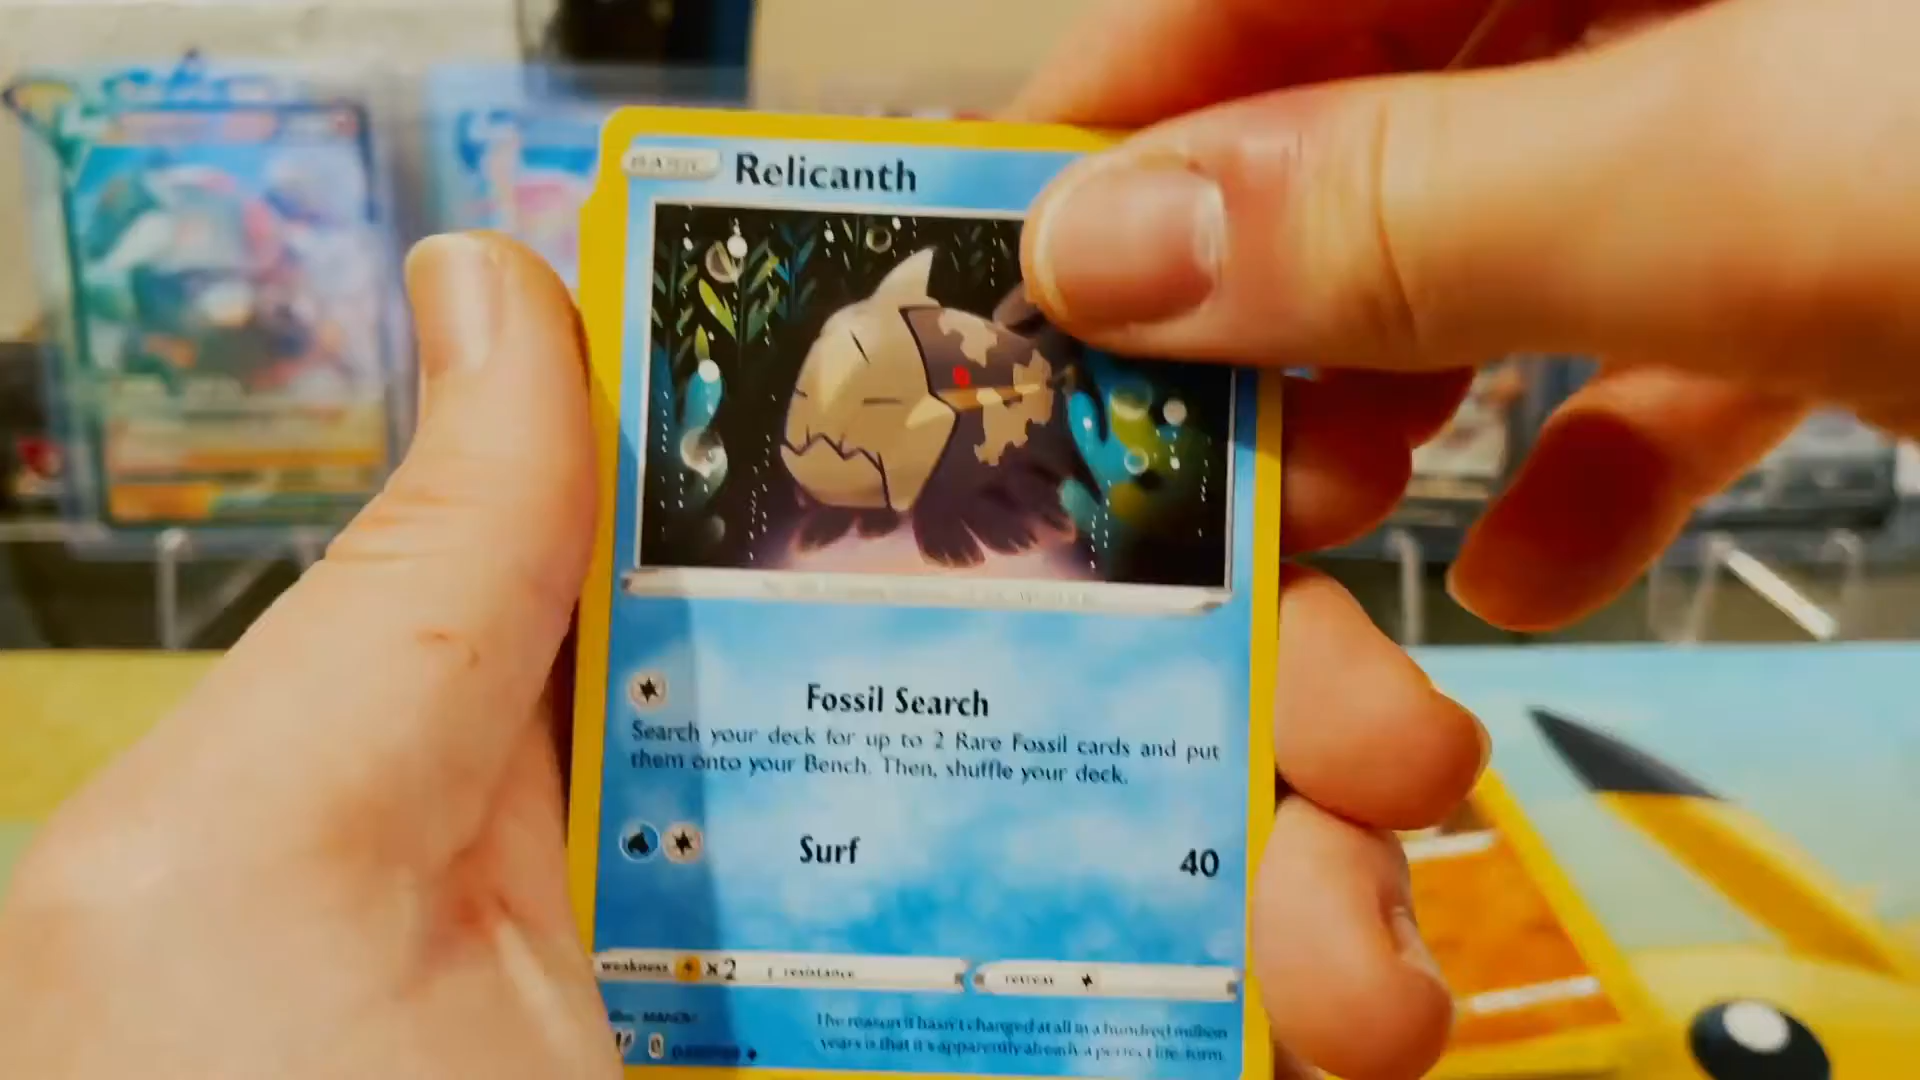 BASIC Relicanth
Fossil Search
Search your deck for up to 2 Rare Fossil cards and put
them onto your Bench. Then, shuffle your deck.
Surf 40
weakness x2 resistance retreat
The reason it hasn't changed at all in a hundred million
years is that it's apparently already a perfect life-form.